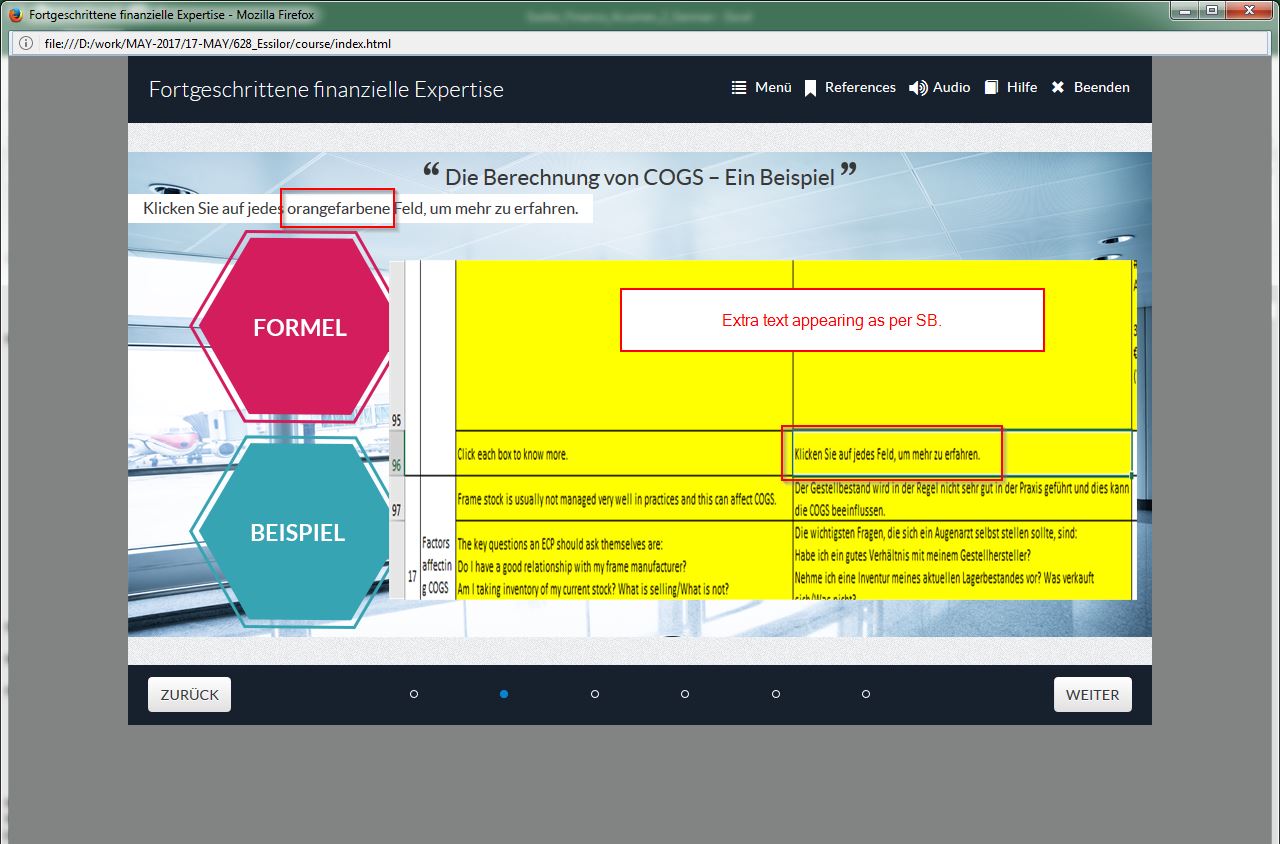 Fortgeschrittene finanzielle Expertise - Mozilla Firefox
file:///D:/work/MAY-2017/17-MAY/628_Essilor/course/index.html
Fortgeschrittene finanzielle Expertise
Menü References Audio Hilfe Beenden
“ Die Berechnung von COGS – Ein Beispiel ”
Klicken Sie auf jedes orangefarbene Feld, um mehr zu erfahren.
FORMEL
Extra text appearing as per SB.
95
96
Click each box to know more.
Klicken Sie auf jedes Feld, um mehr zu erfahren.
97
Frame stock is usually not managed very well in practices and this can affect COGS.
Der Gestellbestand wird in der Regel nicht sehr gut in der Praxis geführt und dies kann
die COGS beeinflussen.
17
Factors
affectin
g COGS
The key questions an ECP should ask themselves are:
Do I have a good relationship with my frame manufacturer?
Am I taking inventory of my current stock? What is selling/What is not?
Die wichtigsten Fragen, die sich ein Augenarzt selbst stellen sollte, sind:
Habe ich ein gutes Verhältnis mit meinem Gestellhersteller?
Nehme ich eine Inventur meines aktuellen Lagerbestandes vor? Was verkauft
sich/Was nicht?
BEISPIEL
ZURÜCK
WEITER